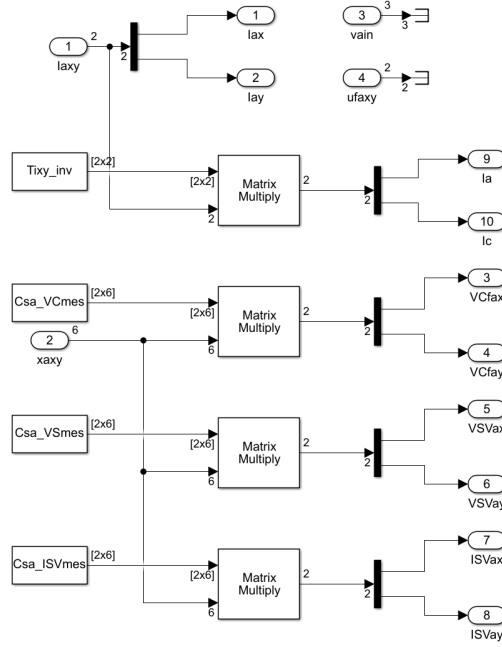 1
2
Iaxy
2
1
Iax
2
Iay
3
3
vain
3
4
2
ufaxy
2
Tixy_inv
[2x2]
[2x2]
2
Matrix
Multiply
2
2
9
Ia
10
Ic
Csa_VCmes
[2x6]
[2x6]
2
6
xaxy
6
Matrix
Multiply
2
2
3
VCfax
4
VCfay
Csa_VSmes
[2x6]
[2x6]
6
Matrix
Multiply
2
2
5
VSVax
6
VSVay
Csa_ISVmes
[2x6]
[2x6]
6
Matrix
Multiply
2
2
7
ISVax
8
ISVay